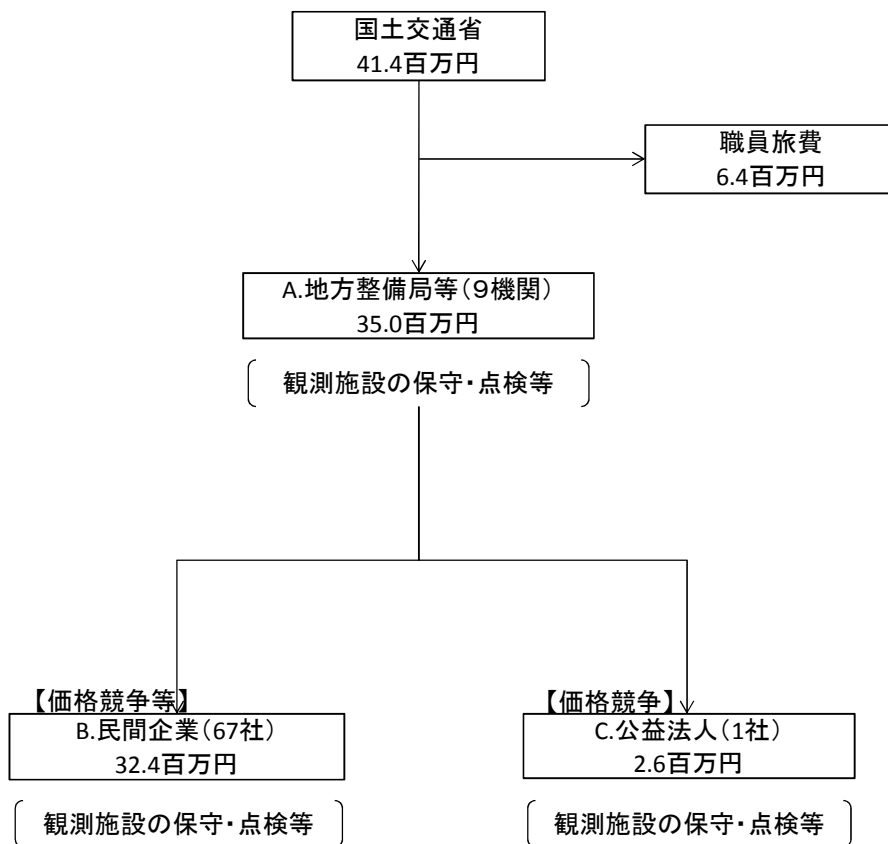 国土交通省
41.4百万円
職員旅費
6.4百万円
A.地方整備局等(９機関)
35.0百万円
観測施設の保守・点検等
【価格競争等】
B.民間企業(67社)
32.4百万円
観測施設の保守・点検等
【価格競争】
C.公益法人(1社)
2.6百万円
観測施設の保守・点検等